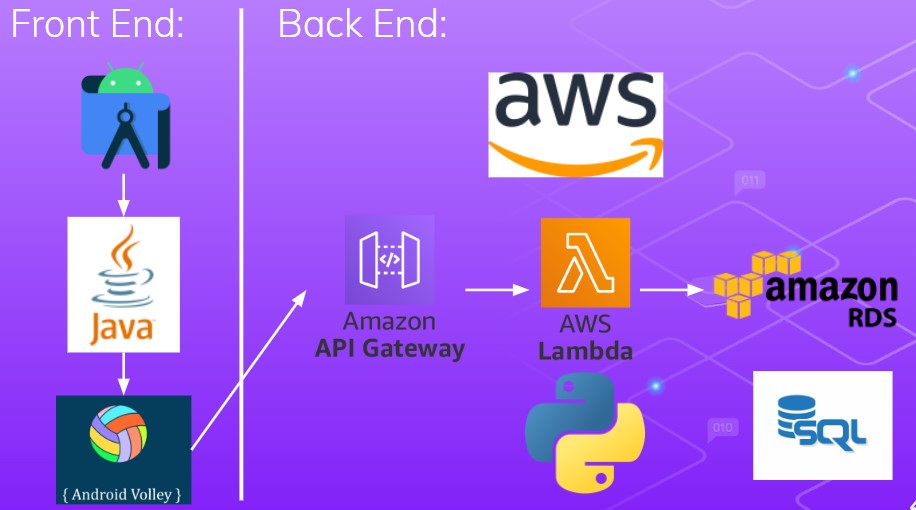 Front End:
Back End:
aws
011
Java
Amazon
API Gateway
</>
AWS
Lambda
amazon
RDS
{ Android Volley }
010
SQL